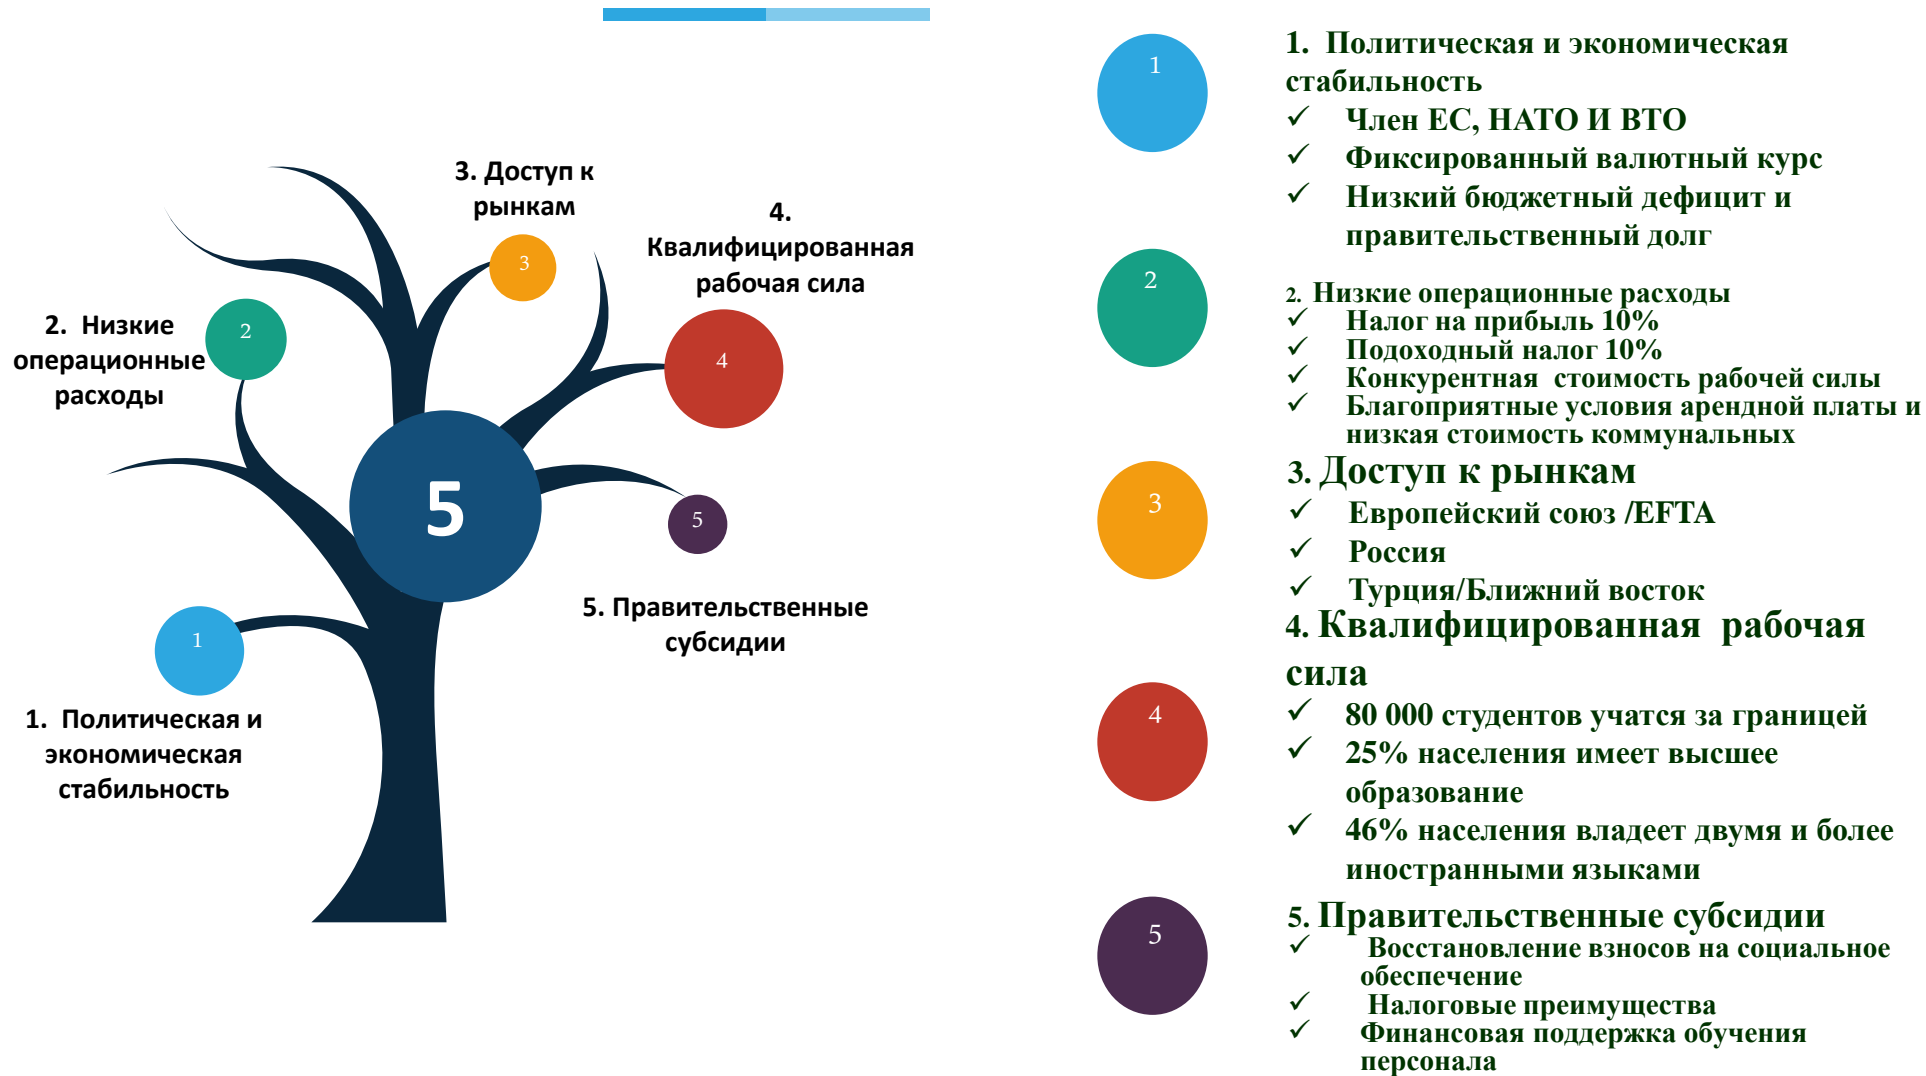 3. Доступ к
рынкам
3
4.
Квалифицированная
рабочая сила
4
2. Низкие
операционные
расходы
2
5
5
5. Правительственные
субсидии
1
1. Политическая и
экономическая
стабильность
1
1. Политическая и экономическая
стабильность
✓ Член ЕС, НАТО И ВТО
✓ Фиксированный валютный курс
✓ Низкий бюджетный дефицит и
правительственный долг
2
2. Низкие операционные расходы
✓ Налог на прибыль 10%
✓ Подоходный налог 10%
✓ Конкурентная стоимость рабочей силы
✓ Благоприятные условия арендной платы и
низкая стоимость коммунальных
3
3. Доступ к рынкам
✓ Европейский союз /EFTA
✓ Россия
✓ Турция/Ближний восток
4
4. Квалифицированная рабочая
сила
✓ 80 000 студентов учатся за границей
✓ 25% населения имеет высшее
образование
✓ 46% населения владеет двумя и более
иностранными языками
5
5. Правительственные субсидии
✓ Восстановление взносов на социальное
обеспечение
✓ Налоговые преимущества
✓ Финансовая поддержка обучения
персонала